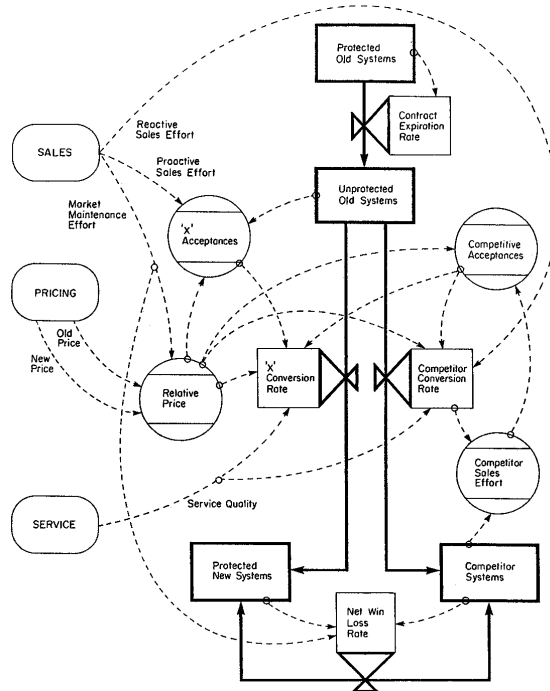 Protected
Old Systems
Contract
Expiration
Rate
Reactive
Sales Effort
SALES
Proactive
Sales Effort
Unprotected
Old Systems
Market
Maintenance
Effort
'X'
Acceptances
Competitive
Acceptances
PRICING
Old
Price
New
Price
Relative
Price
'X'
Conversion
Rate
Competitor
Conversion
Rate
Competitor
Sales
Effort
Service Quality
SERVICE
Protected
New Systems
Competitor
Systems
Net Win
Loss
Rate